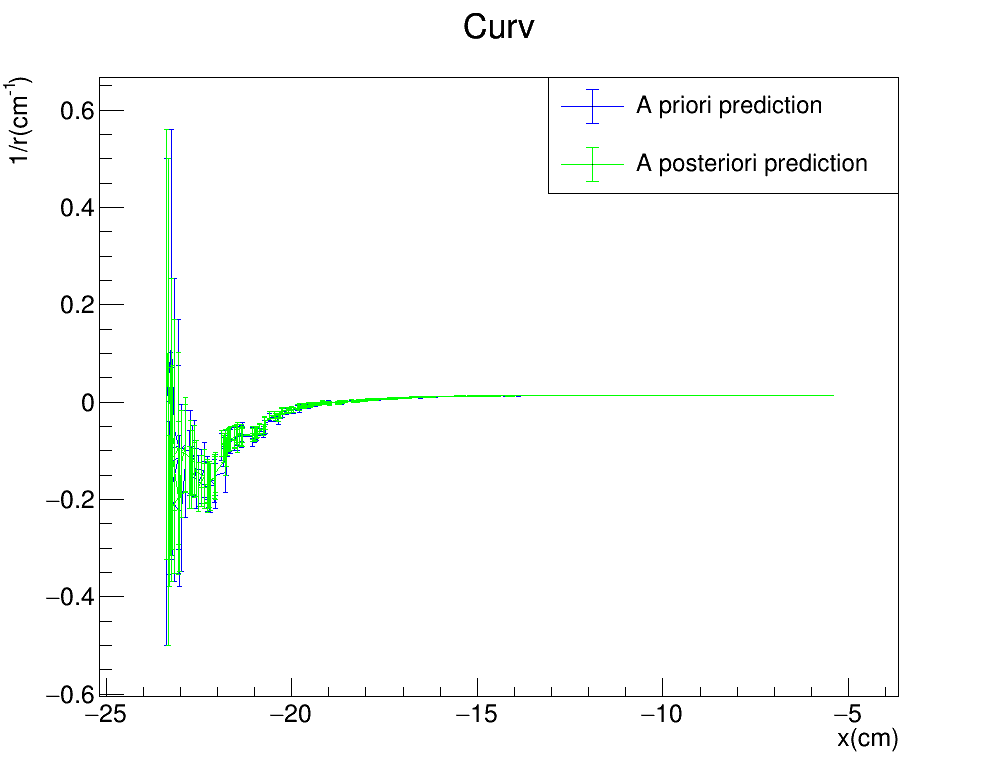 Curv
1/r(cm⁻¹)
A priori prediction
A posteriori prediction
0.6
0.4
0.2
0
−0.2
−0.4
−0.6
−25 −20 −15 −10 −5
x(cm)